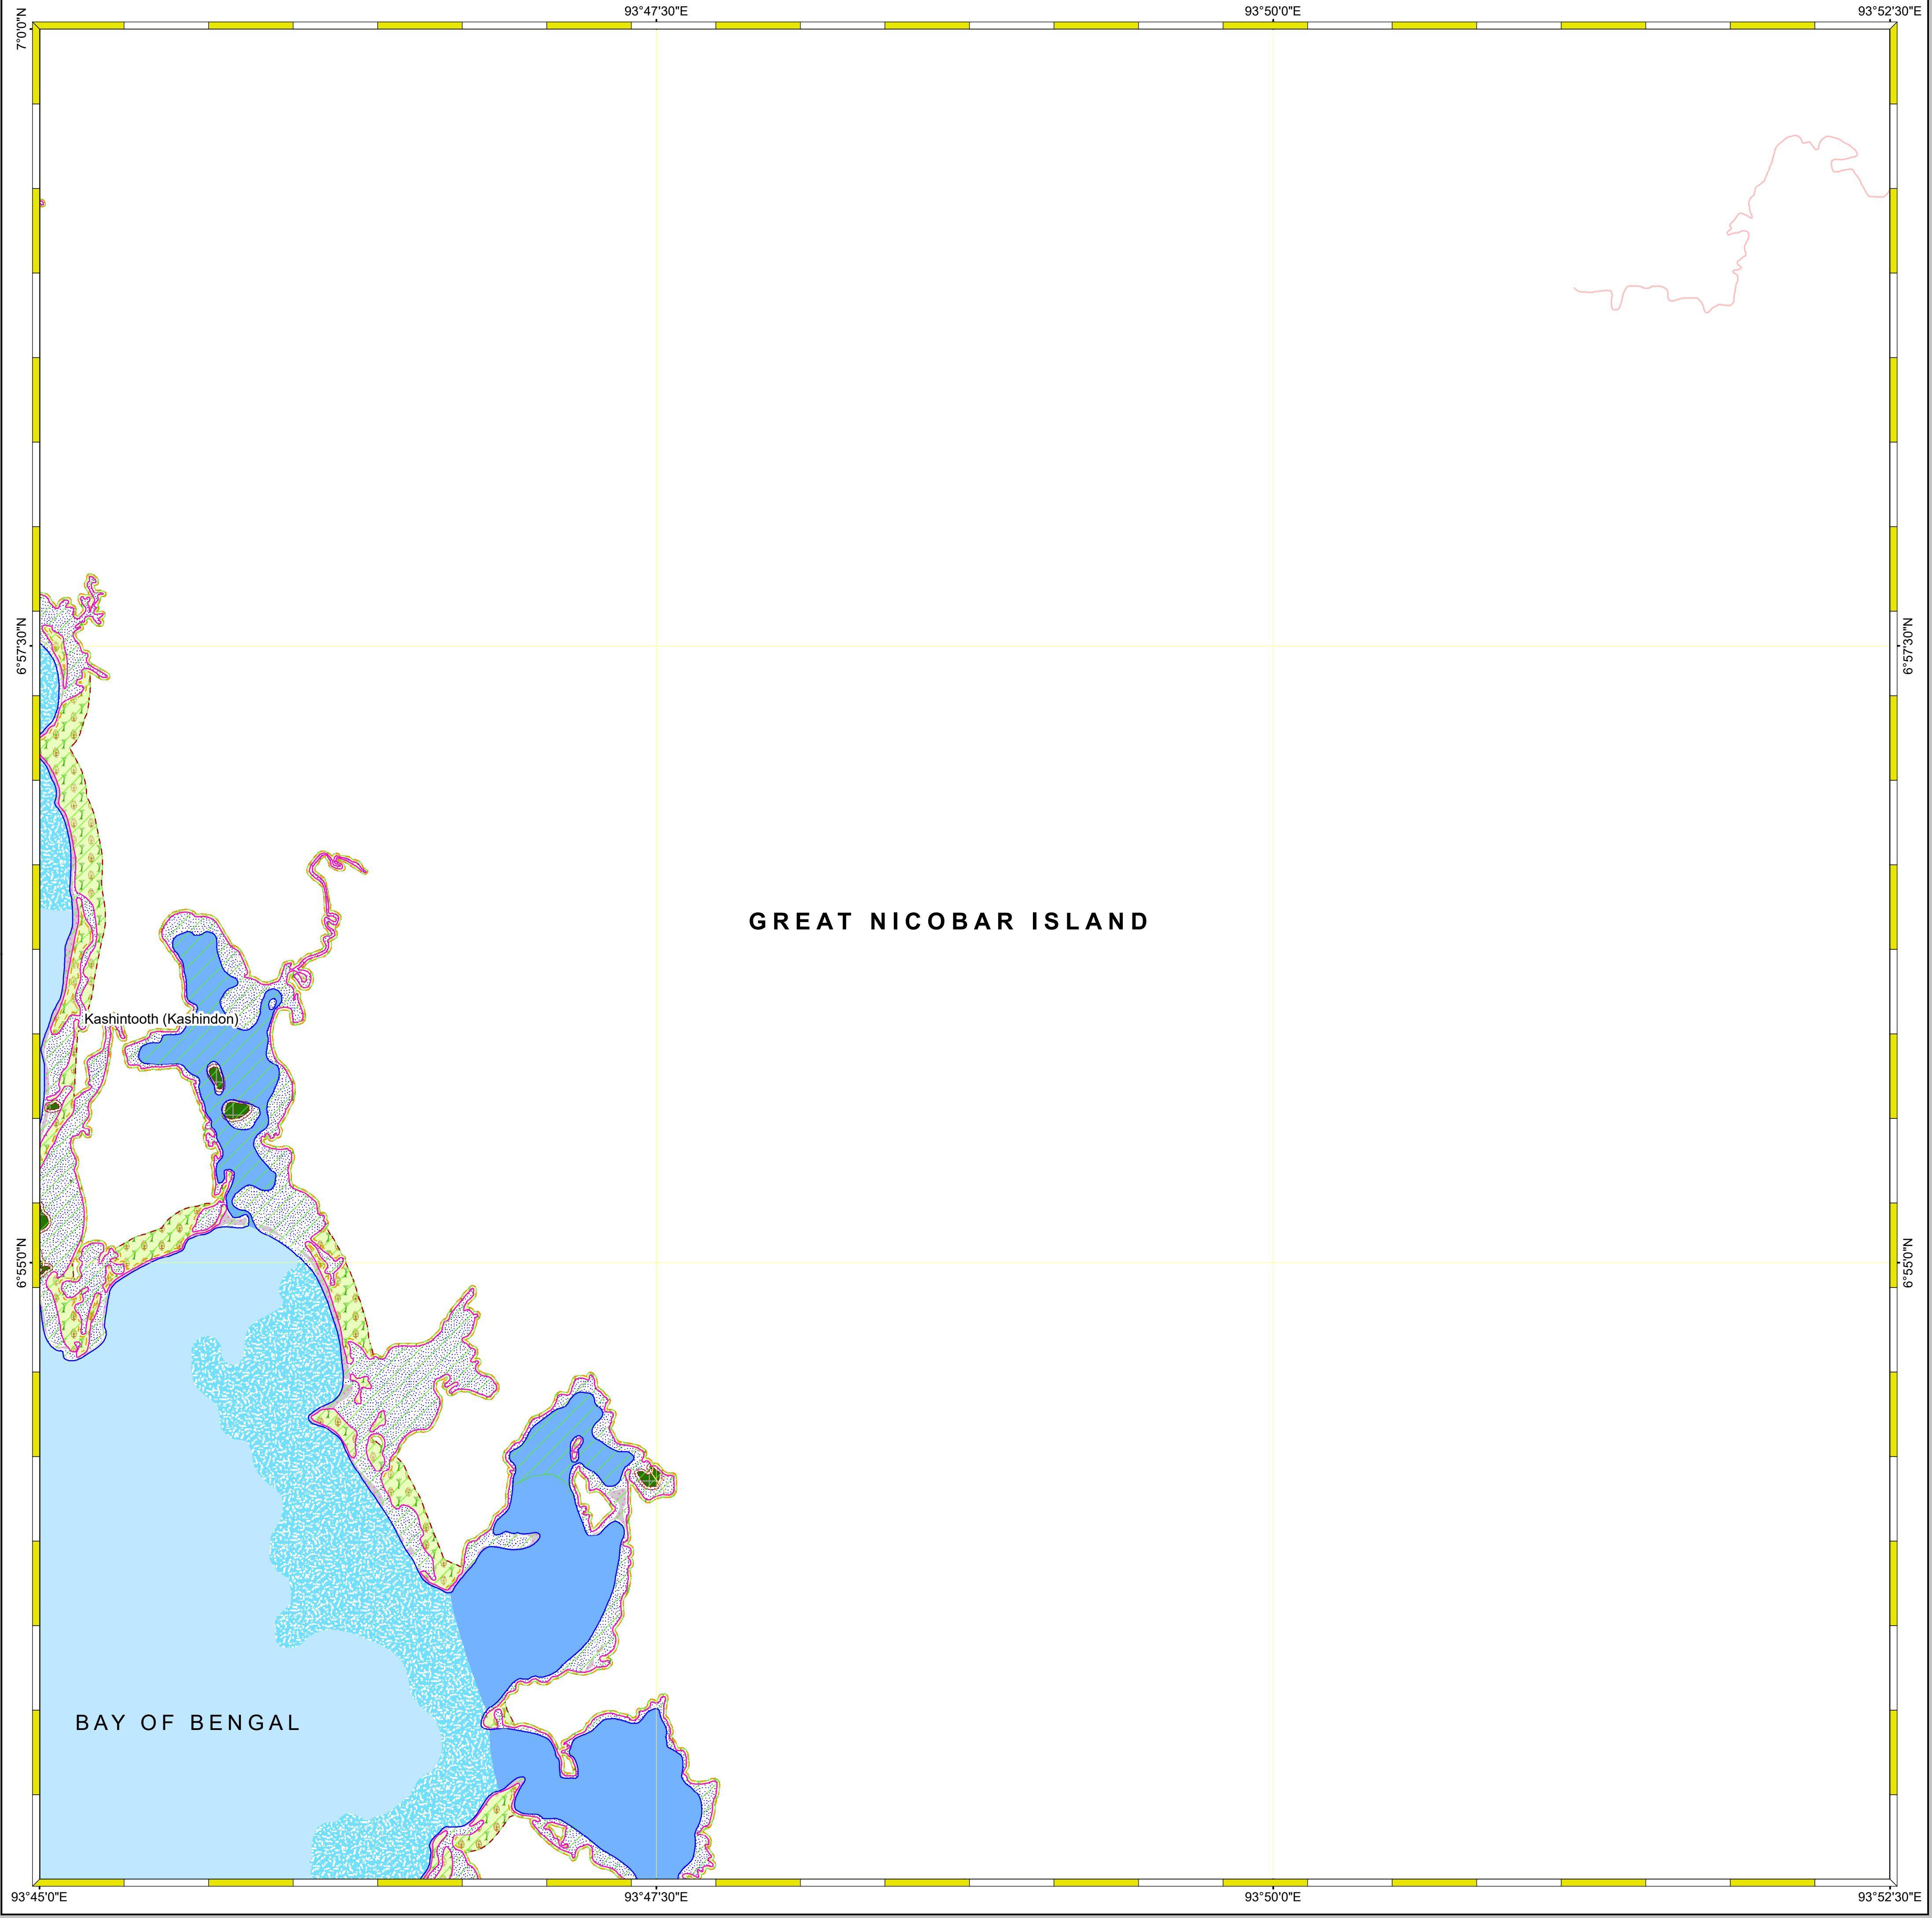 93°47'30"E
93°50'0"E
93°52'30"E
7°0'0"N
6°57'30"N
6°57'30"N
GREAT NICOBAR ISLAND
Kashintooth (Kashindon)
6°55'0"N
6°55'0"N
BAY OF BENGAL
93°45'0"E
93°47'30"E
93°50'0"E
93°52'30"E